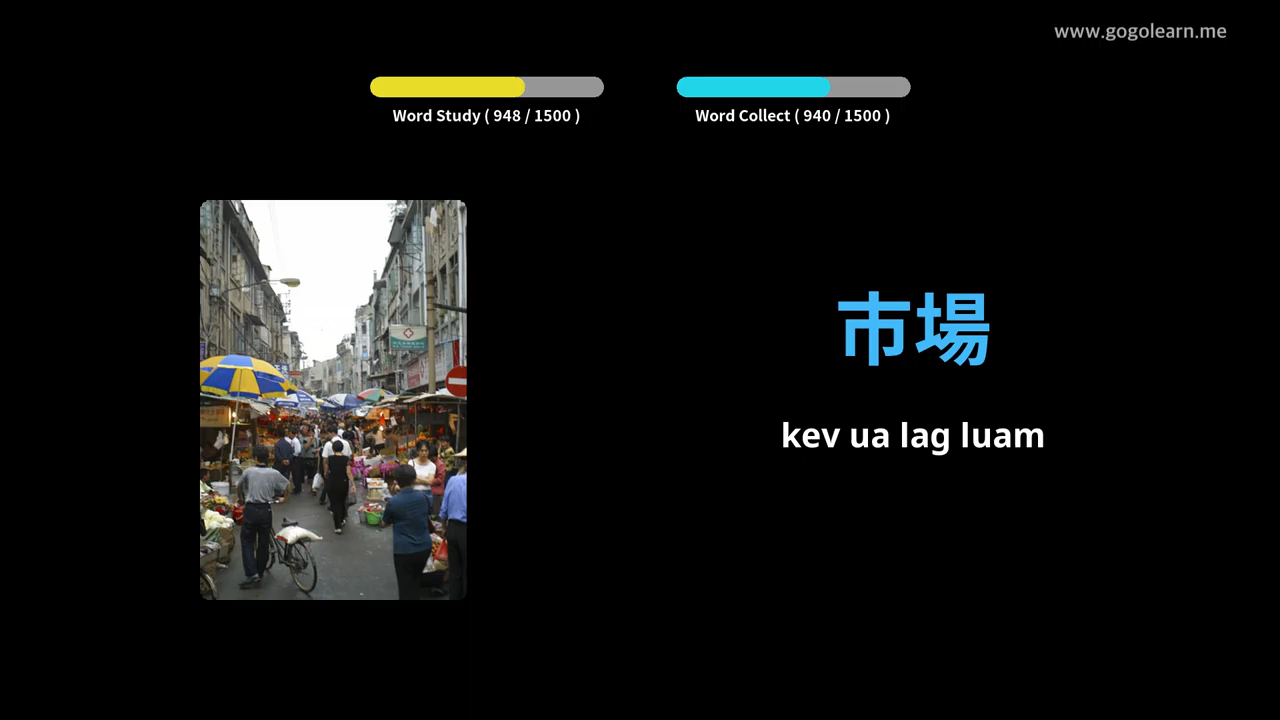 www.gogolearn.me
Word Study ( 948 / 1500 )
Word Collect ( 940 / 1500 )
市場
kev ua lag luam